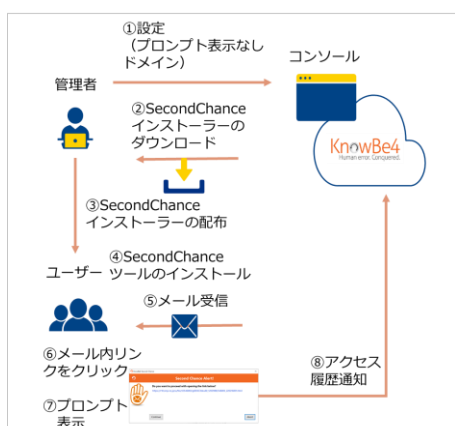 ①設定
（プロンプト表示なし
ドメイン）
コンソール
管理者
②SecondChance
インストーラーの
ダウンロード
KnowBe4
Human error. Conquered.
③SecondChance
インストーラーの配布
ユーザー
④SecondChance
ツールのインストール
⑤メール受信
⑥メール内リン
クをクリック
⑧アクセス
履歴通知
Second Chance Alert
⑦プロンプト
表示